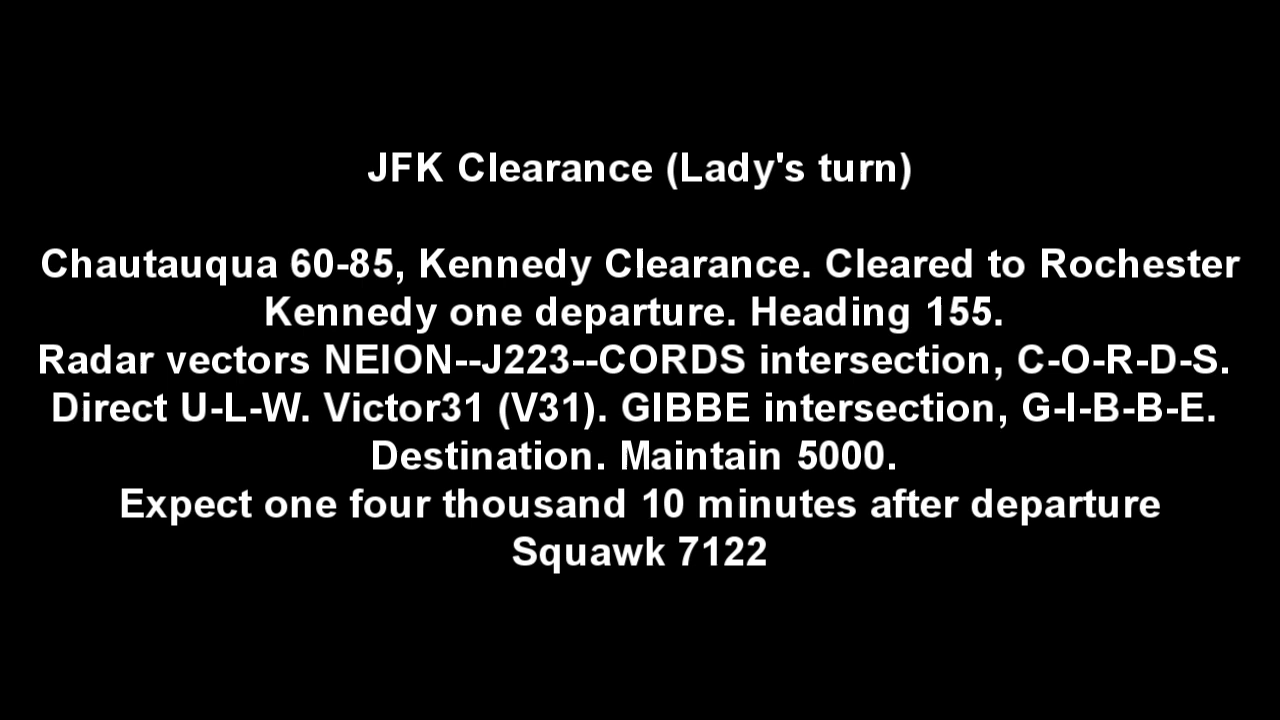 JFK Clearance (Lady's turn)
Chautauqua 60-85, Kennedy Clearance. Cleared to Rochester
Kennedy one departure. Heading 155.
Radar vectors NEION--J223--CORDS intersection, C-O-R-D-S.
Direct U-L-W. Victor31 (V31). GIBBE intersection, G-I-B-B-E.
Destination. Maintain 5000.
Expect one four thousand 10 minutes after departure
Squawk 7122